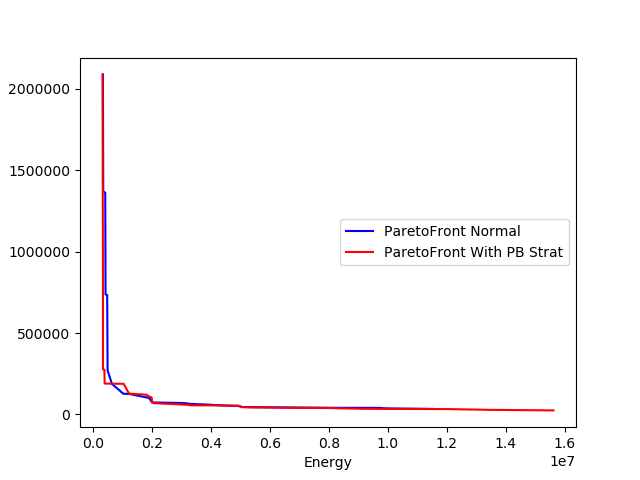 2000000
1500000
1000000
500000
0
ParetoFront Normal
ParetoFront With PB Strat
0.0 0.2 0.4 0.6 0.8 1.0 1.2 1.4 1.6
1e7
Energy